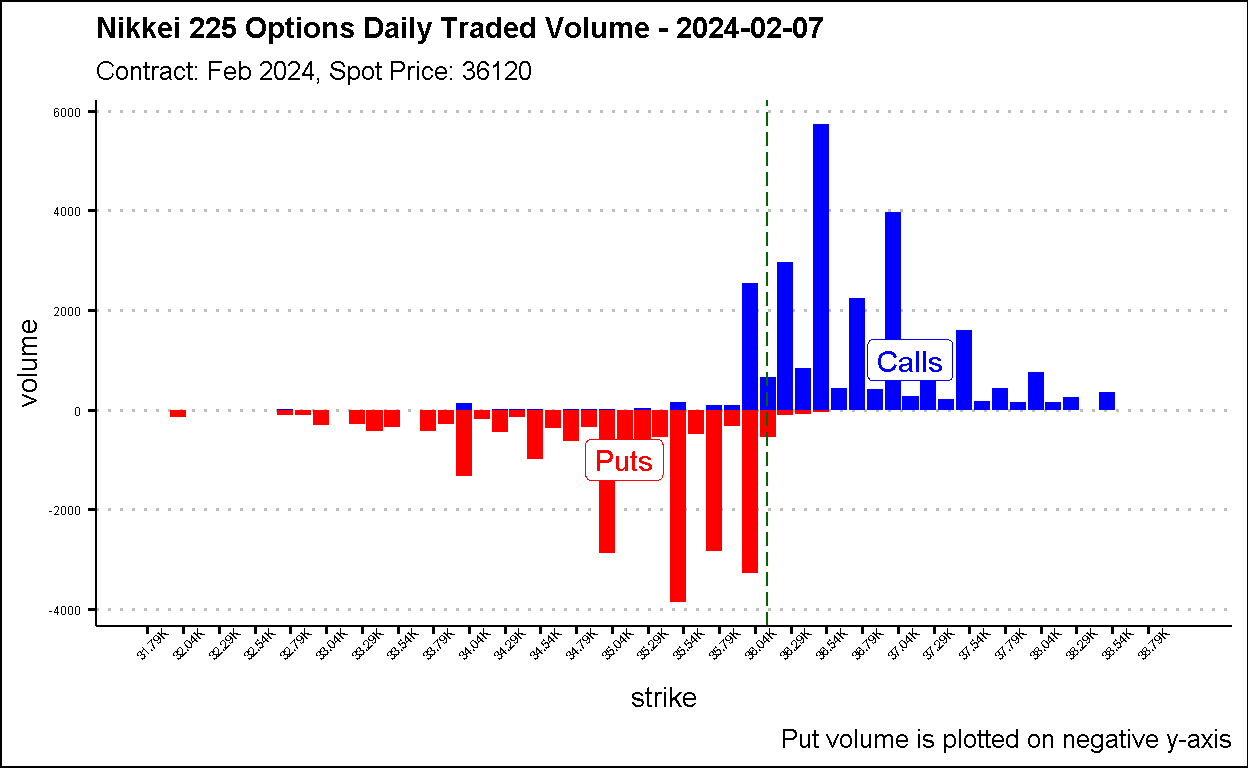 Nikkei 225 Options Daily Traded Volume - 2024-02-07
Contract: Feb 2024, Spot Price: 36120
6000
4000
2000
0
-2000
-4000
volume
Calls
Puts
31.79K 32.04K 32.29K 32.54K 32.79K 33.04K 33.29K 33.54K 33.79K 34.04K 34.29K 34.54K 34.79K 35.04K 35.29K 35.54K 35.79K 36.04K 36.29K 36.54K 36.79K 37.04K 37.29K 37.54K 37.79K 38.04K 38.29K 38.54K 38.79K
strike
Put volume is plotted on negative y-axis